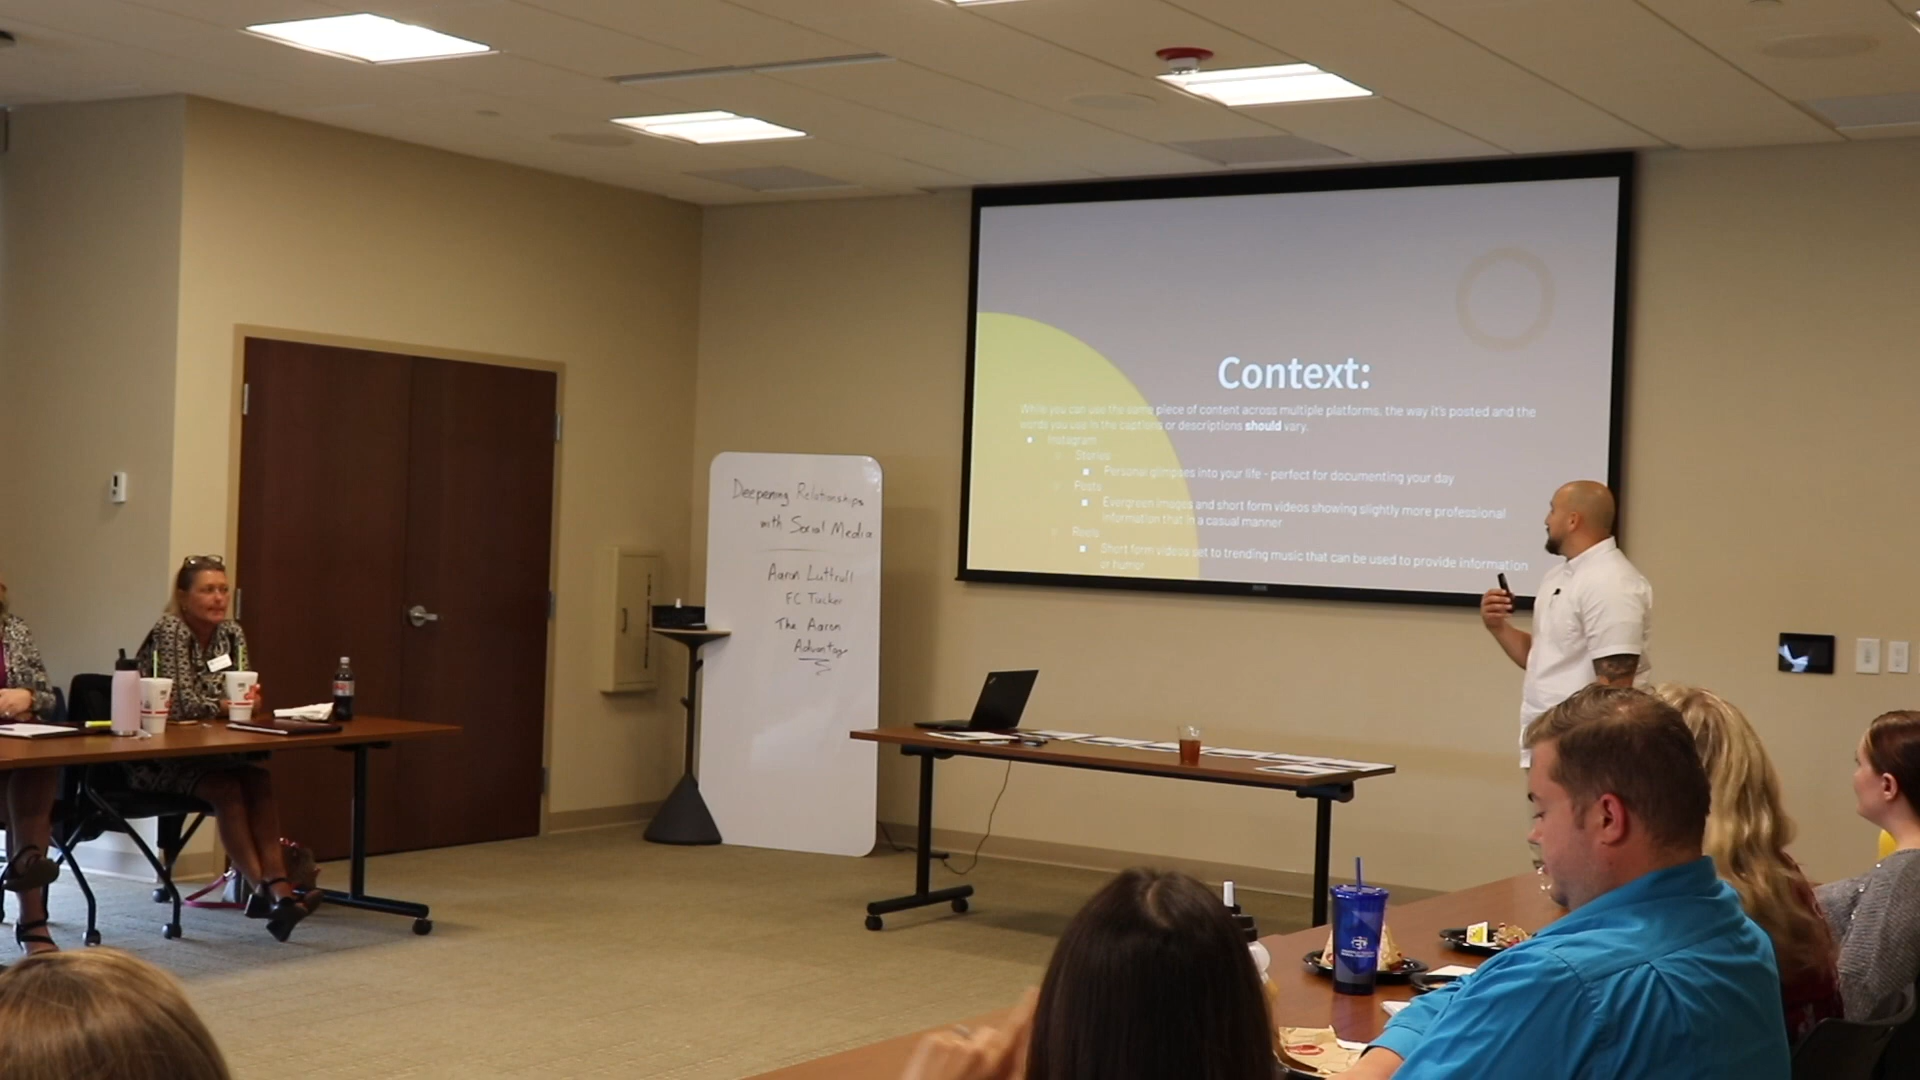 Deepening Relationships
with Social Media
Aaron Luttrull
FC Tucker
The Aaron
Advantage
Context:
While you can use the same piece of content across multiple platforms, the way it's posted and the
words you use in the captions or descriptions should vary.
Instagram
Stories
Personal glimpses into your life - perfect for documenting your day
Posts
Evergreen images and short form videos showing slightly more professional
information that in a casual manner
Reels
Short form videos set to trending music that can be used to provide information
or humor